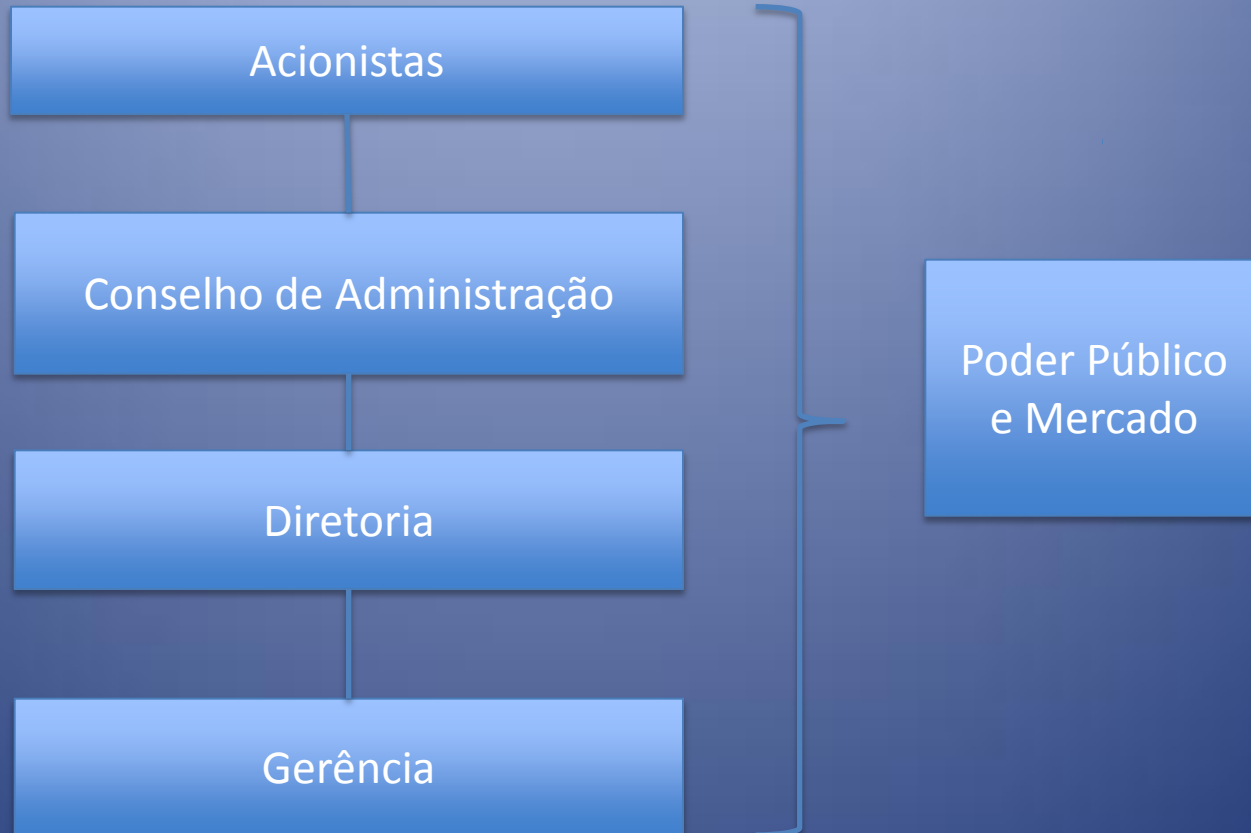 Acionistas
Conselho de Administração
Diretoria
Gerência
Poder Público
e Mercado